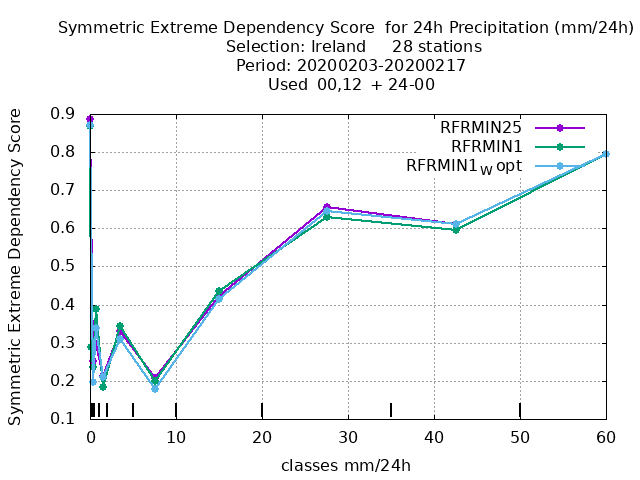 Symmetric Extreme Dependency Score  for 24h Precipitation (mm/24h)
Selection: Ireland     28 stations
Period: 20200203-20200217
Used  00,12  + 24-00
RFRMIN25
RFRMIN1
RFRMIN1W opt
Symmetric Extreme Dependency Score
0.9
0.8
0.7
0.6
0.5
0.4
0.3
0.2
0.1
0 10 20 30 40 50 60
classes mm/24h